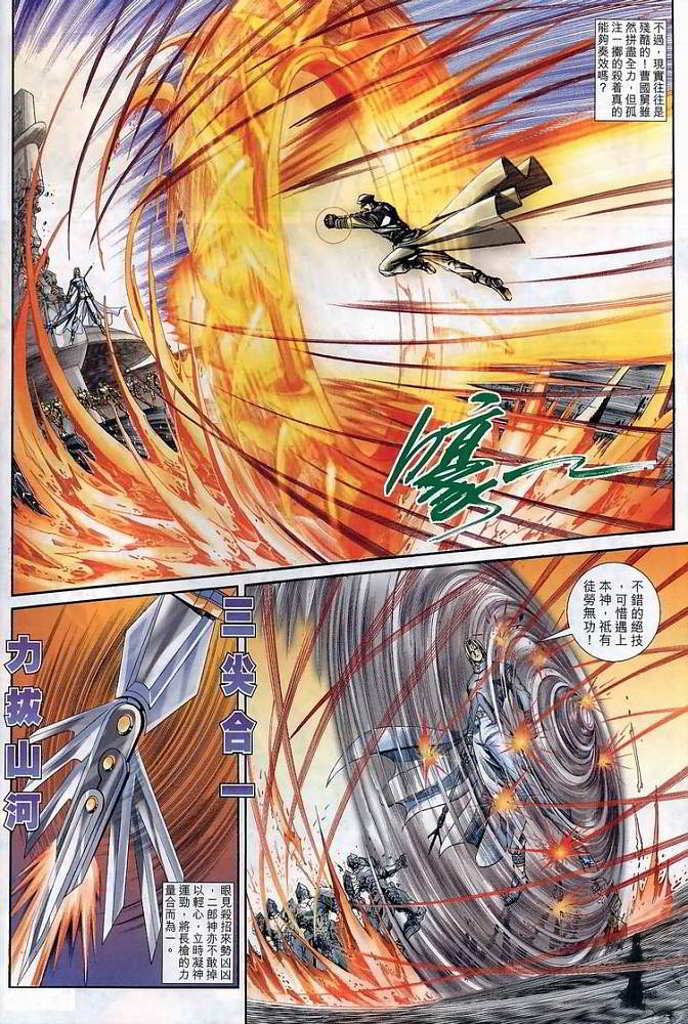 不過，現實往往是
殘酷的！曹國舅雖
然拼盡全力，但孤
注一擲的殺着真的
能夠奏效嗎？
嚎—
不錯的絕技
，可惜遇上
本神，祗有
徒勞無功！
三尖合一
力拔山河
眼見殺招來勢凶凶
，二郎神亦不敢掉
以輕心，立時凝神
運勁，將長槍的力
量合而為一。